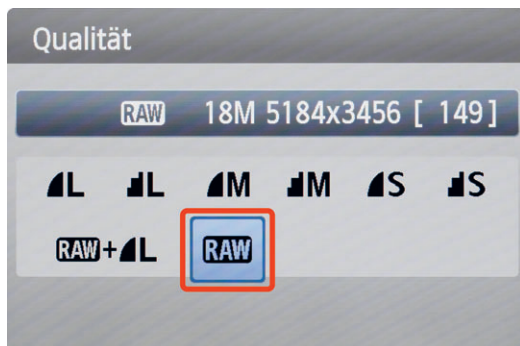 Qualität
RAW 18M 5184x3456 [ 149]
L L M M S S
RAW+ L RAW